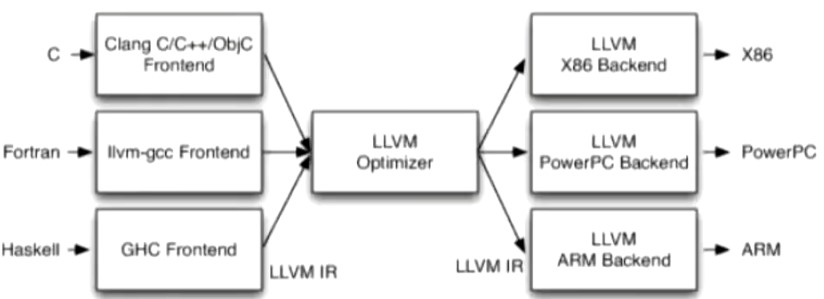 C
Clang C/C++/ObjC
Frontend
LLVM
X86 Backend
X86
Fortran
llvm-gcc Frontend
LLVM
Optimizer
LLVM
PowerPC Backend
PowerPC
Haskell
GHC Frontend
LLVM IR
LLVM IR
LLVM
ARM Backend
ARM